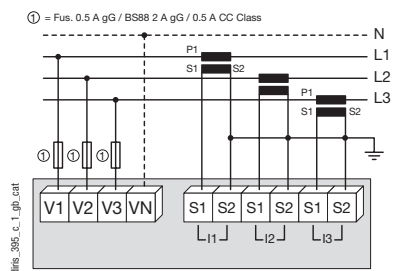 ① = Fus. 0.5 A gG / BS88 2 A gG / 0.5 A CC Class
N
P1 L1
S1 S2
L2
P1 L3
S1 S2
① ① ①
V1 V2 V3 VN S1 S2 S1 S2 S1 S2
I1 I2 I3
diris_395_c_1_gb_cat